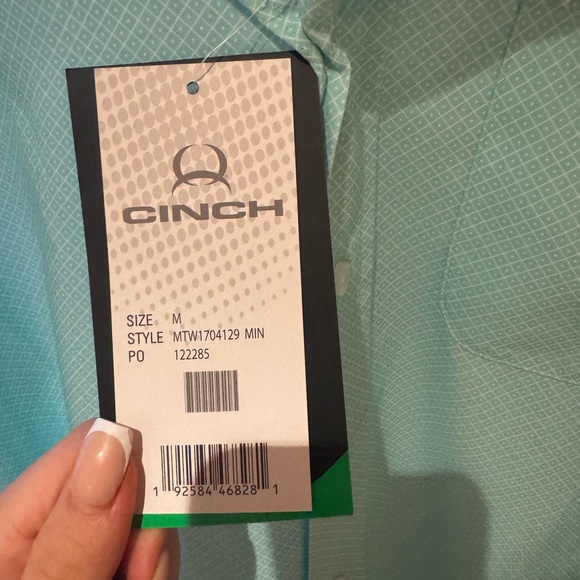 CINCH
SIZE M
STYLE MTW1704129 MIN
PO 122285
1 92584 46828 1